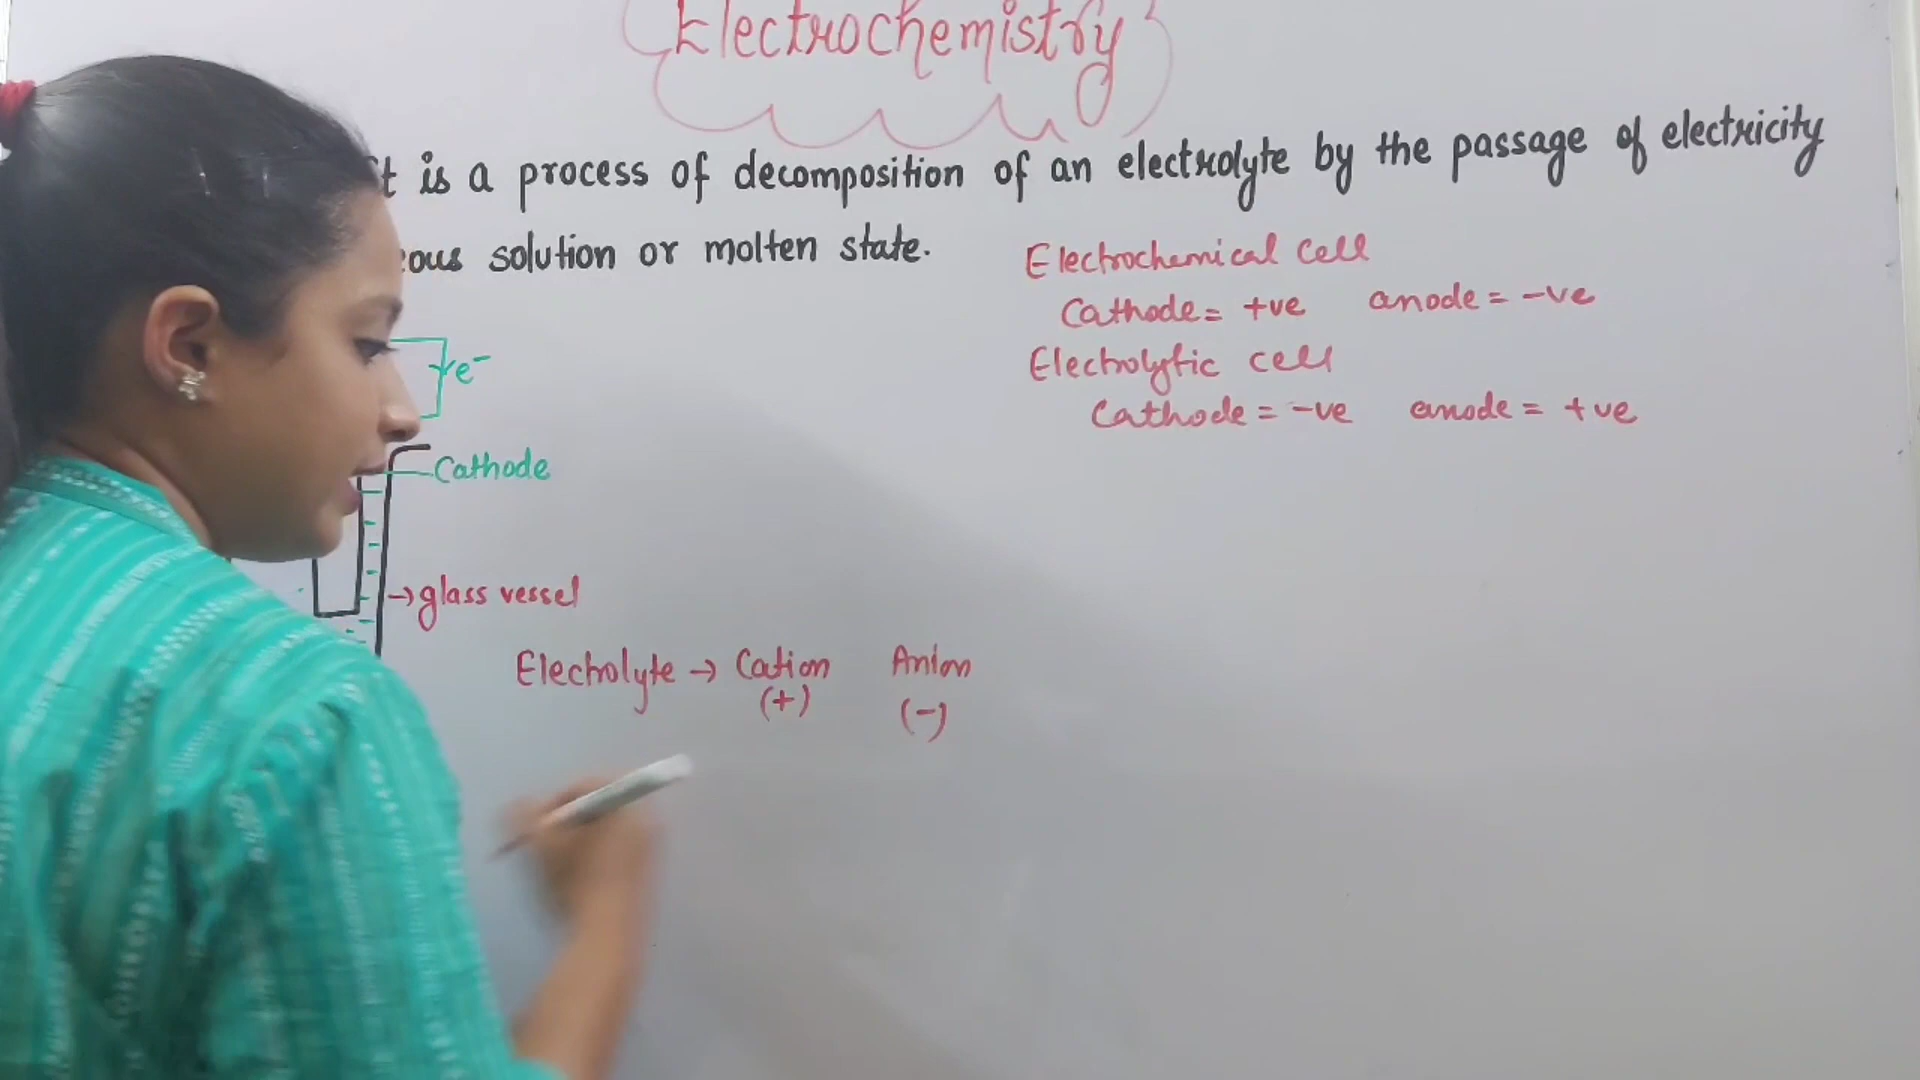 Electrochemistry
is a process of decomposition of an electrolyte by the passage of electricity
solution or molten state.
Electrochemical cell
Cathode = +ve anode = -ve
Electrolytic cell
Cathode = -ve anode = +ve
e⁻
Cathode
→glass vessel
Electrolyte → Cation Anion
(+) (-)